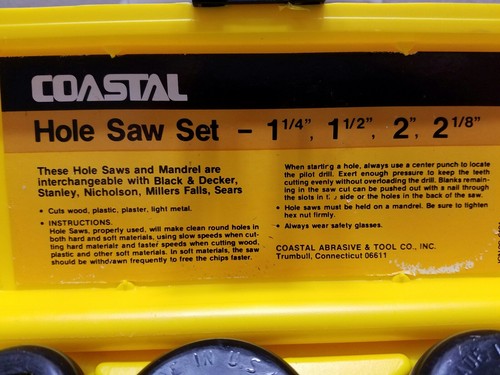 COASTAL
Hole Saw Set – 1 1/4", 1 1/2", 2", 2 1/8"
These Hole Saws and Mandrel are
interchangeable with Black & Decker,
Stanley, Nicholson, Millers Falls, Sears
• Cuts wood, plastic, plaster, light metal.
• INSTRUCTIONS.
Hole Saws, properly used, will make clean round holes in
both hard and soft materials, using slow speeds when cut-
ting hard materialr and faster speeds when cutting wood,
plastic and other soft materials. In soft materials, the saw
should be withdrawn frequently to free the chips faster.
When starting a hole, always use a center punch to locate
the pilot drill. Exert enough pressure to keep the teeth
cutting evenly without overloading the drill. Blanks remain-
ing in the saw cut can be pushed out with a nail through
the slots in side or the holes in the back of the saw.
• Hole saws must be held on a mandrel. Be sure to tighten
hex nut firmly.
• Always wear safety glasses.
COASTAL ABRASIVE & TOOL CO., INC.
Trumbull, Connecticut 06611
IN U.S.